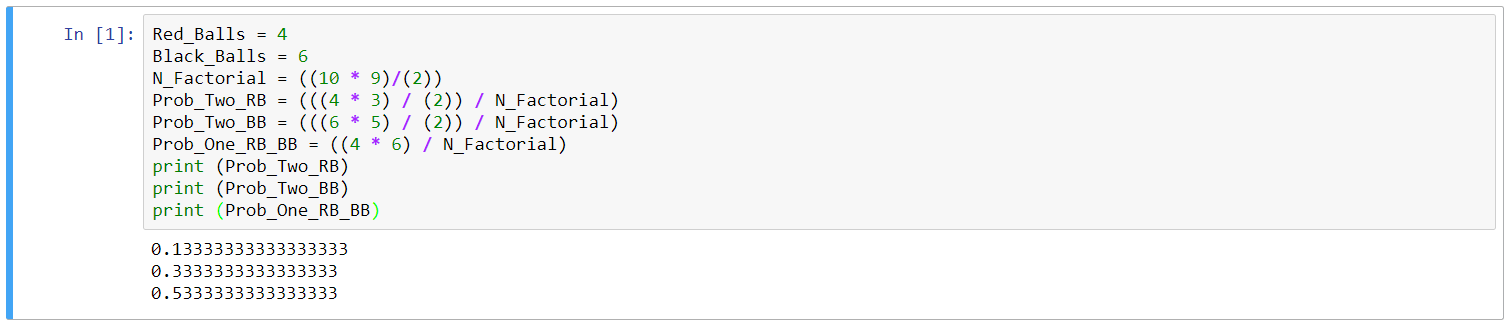 In [1]: Red_Balls = 4
Black_Balls = 6
N_Factorial = ((10 * 9)/(2))
Prob_Two_RB = (((4 * 3) / (2)) / N_Factorial)
Prob_Two_BB = (((6 * 5) / (2)) / N_Factorial)
Prob_One_RB_BB = ((4 * 6) / N_Factorial)
print (Prob_Two_RB)
print (Prob_Two_BB)
print (Prob_One_RB_BB)
0.13333333333333333
0.3333333333333333
0.5333333333333333